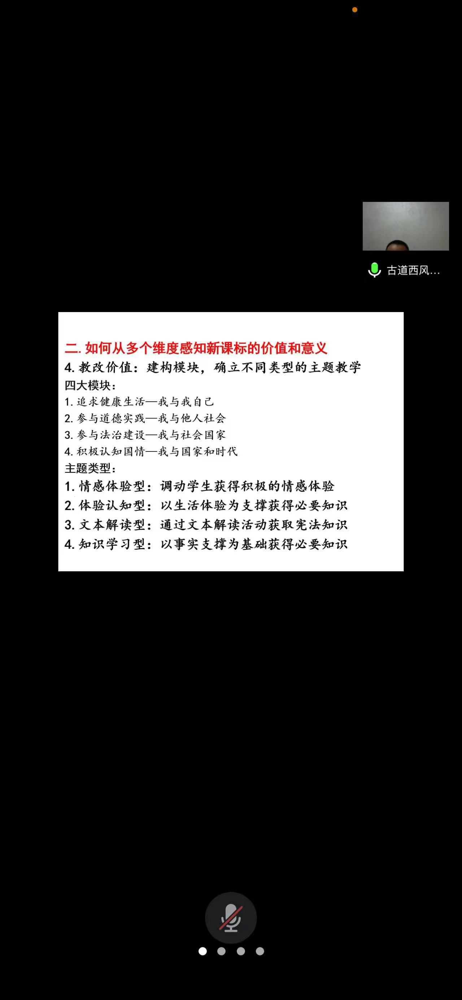 古道西风...
二. 如何从多个维度感知新课标的价值和意义
4. 教改价值：建构模块，确立不同类型的主题教学
四大模块：
1. 追求健康生活—我与我自己
2. 参与道德实践—我与他人社会
3. 参与法治建设—我与社会国家
4. 积极认知国情—我与国家和时代
主题类型：
1. 情感体验型：调动学生获得积极的情感体验
2. 体验认知型：以生活体验为支撑获得必要知识
3. 文本解读型：通过文本解读活动获取宪法知识
4. 知识学习型：以事实支撑为基础获得必要知识